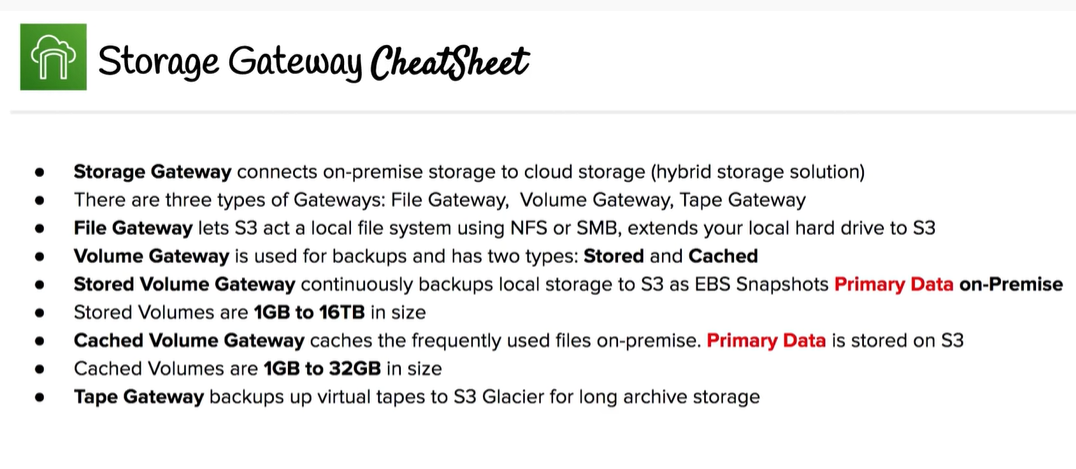 Storage Gateway CheatSheet
● Storage Gateway connects on-premise storage to cloud storage (hybrid storage solution)
● There are three types of Gateways: File Gateway, Volume Gateway, Tape Gateway
● File Gateway lets S3 act a local file system using NFS or SMB, extends your local hard drive to S3
● Volume Gateway is used for backups and has two types: Stored and Cached
● Stored Volume Gateway continuously backups local storage to S3 as EBS Snapshots Primary Data on-Premise
● Stored Volumes are 1GB to 16TB in size
● Cached Volume Gateway caches the frequently used files on-premise. Primary Data is stored on S3
● Cached Volumes are 1GB to 32GB in size
● Tape Gateway backups up virtual tapes to S3 Glacier for long archive storage